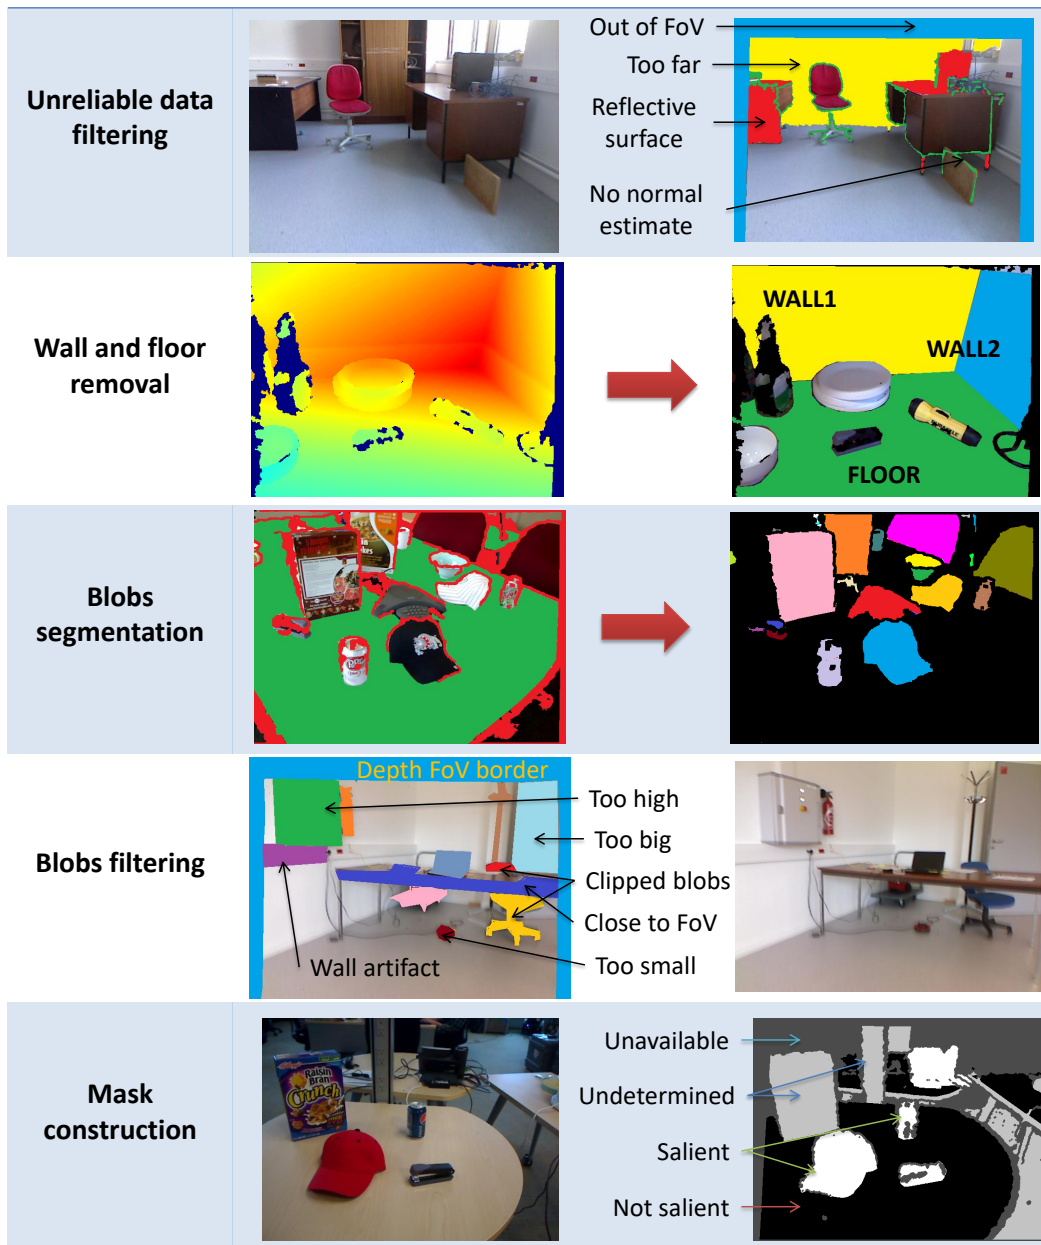 Unreliable data
filtering
Out of FoV
Too far
Reflective
surface
No normal
estimate
Wall and floor
removal
WALL1
WALL2
FLOOR
Blobs
segmentation
Blobs filtering
Depth FoV border
Too high
Too big
Clipped blobs
Close to FoV
Too small
Wall artifact
Mask
construction
Raisin
Bran
Crunch
Unavailable
Undetermined
Salient
Not salient